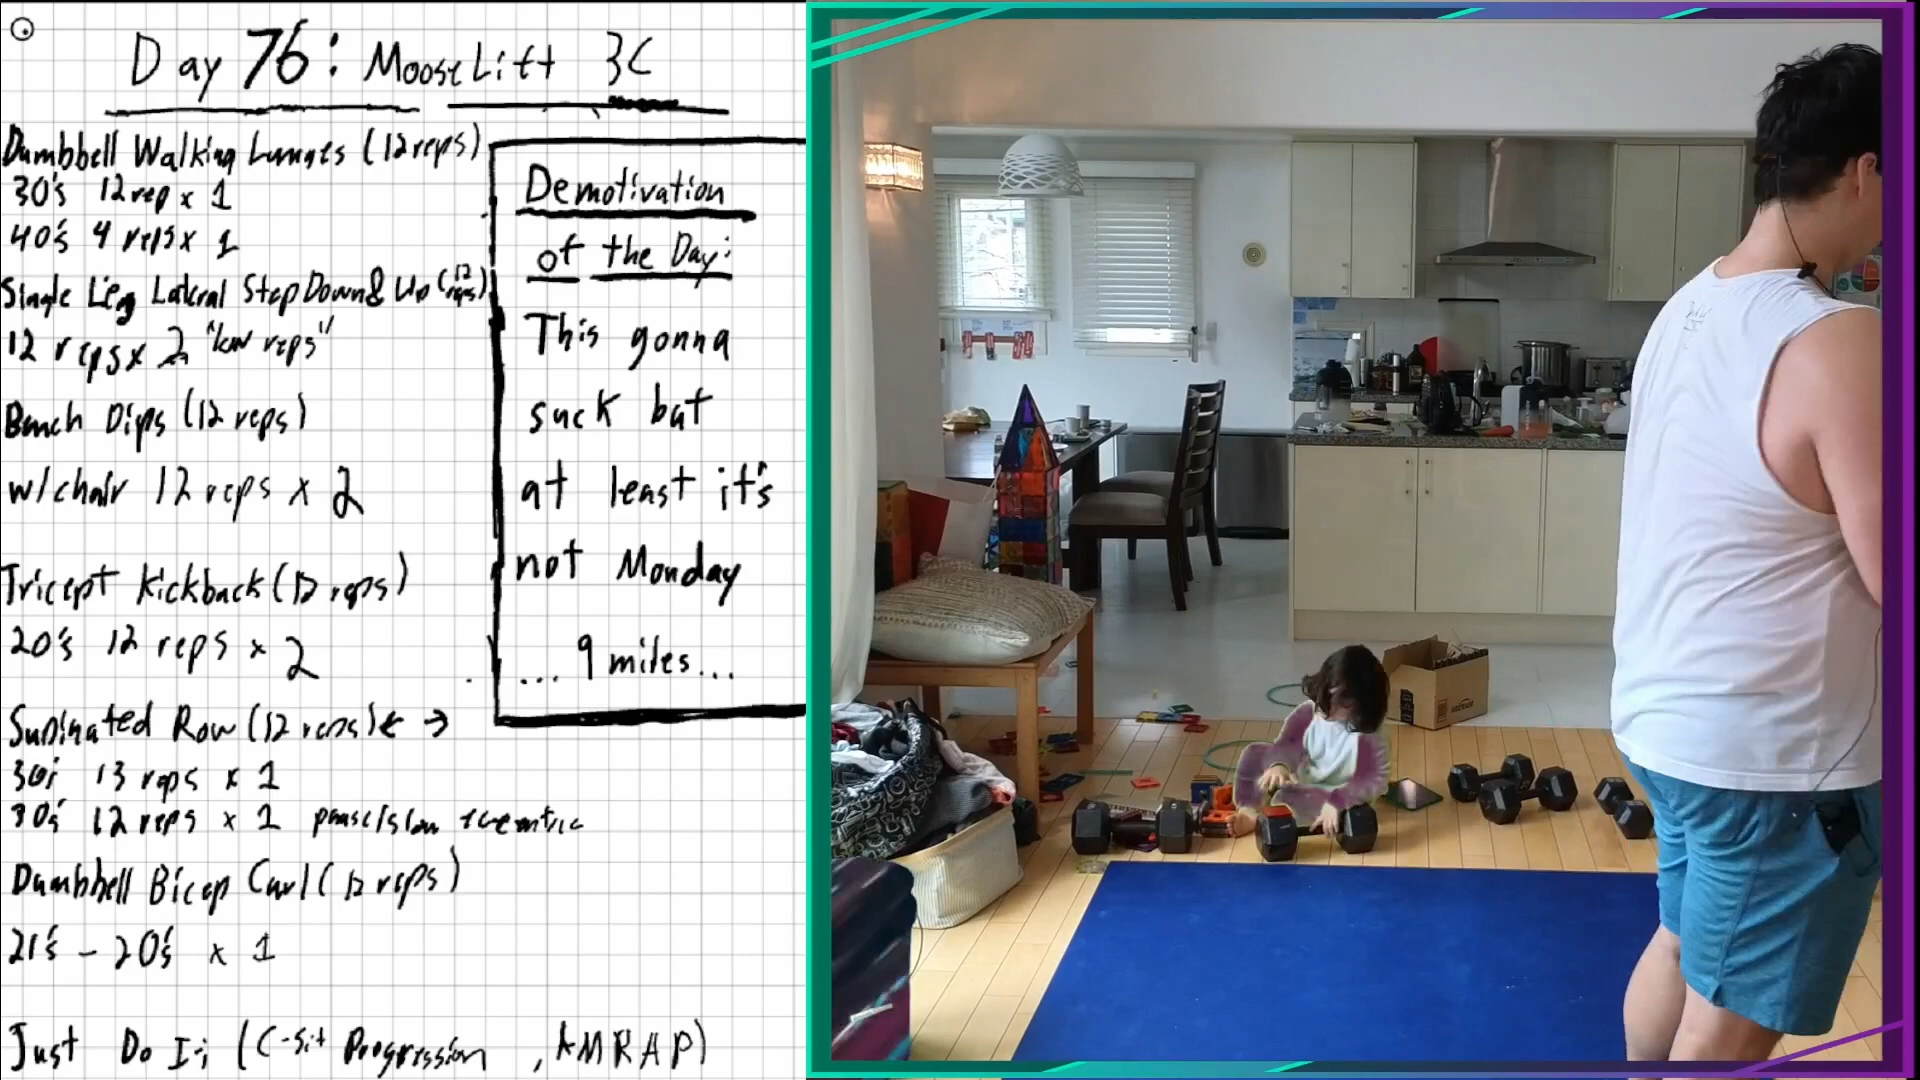 Day 76: MooseLift 3C
Dumbbell Walking Lunges (12 reps)
30's 12 rep x 1
40's 4 reps x 1
Single Leg Lateral Step Down & Up (12 reps)
12 reps x 2 "low reps"
Bench Dips (12 reps)
w/chair 12 reps x 2
Tricept Kickback (12 reps)
20's 12 reps x 2
Supinated Row (12 reps) ← →
30's 13 reps x 1
30's 12 reps x 1 pause/slow
Dumbbell Bicep Curl (12 reps)
21's - 20's x 1
Just Do It (C-Sit Progression, AMRAP)
Demotivation
of the Day:
This gonna
suck but
at least it's
not Monday
... 9 miles...